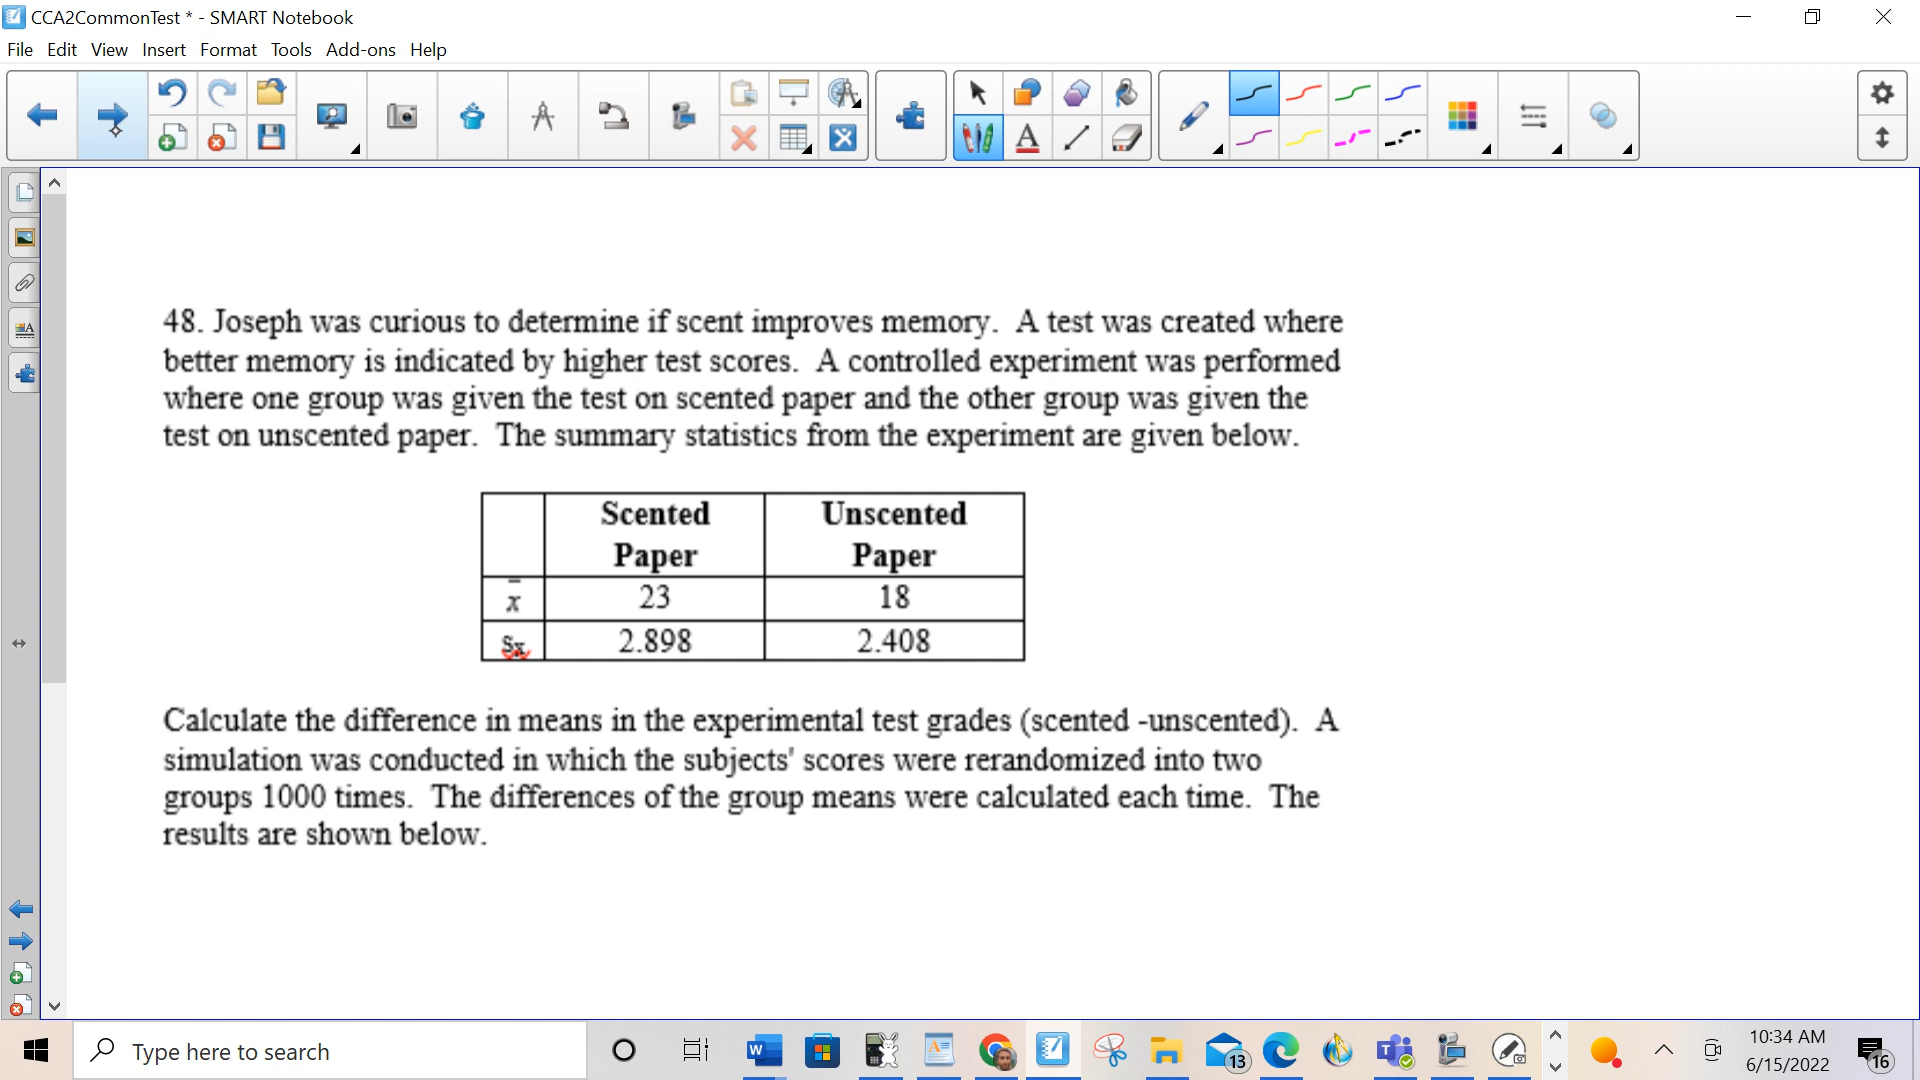 CCA2CommonTest * - SMART Notebook
File Edit View Insert Format Tools Add-ons Help
48. Joseph was curious to determine if scent improves memory. A test was created where
better memory is indicated by higher test scores. A controlled experiment was performed
where one group was given the test on scented paper and the other group was given the
test on unscented paper. The summary statistics from the experiment are given below.
Scented Unscented
Paper Paper
x̄ 23 18
Sx 2.898 2.408
Calculate the difference in means in the experimental test grades (scented -unscented). A
simulation was conducted in which the subjects' scores were rerandomized into two
groups 1000 times. The differences of the group means were calculated each time. The
results are shown below.
Type here to search
13
10:34 AM
6/15/2022
16